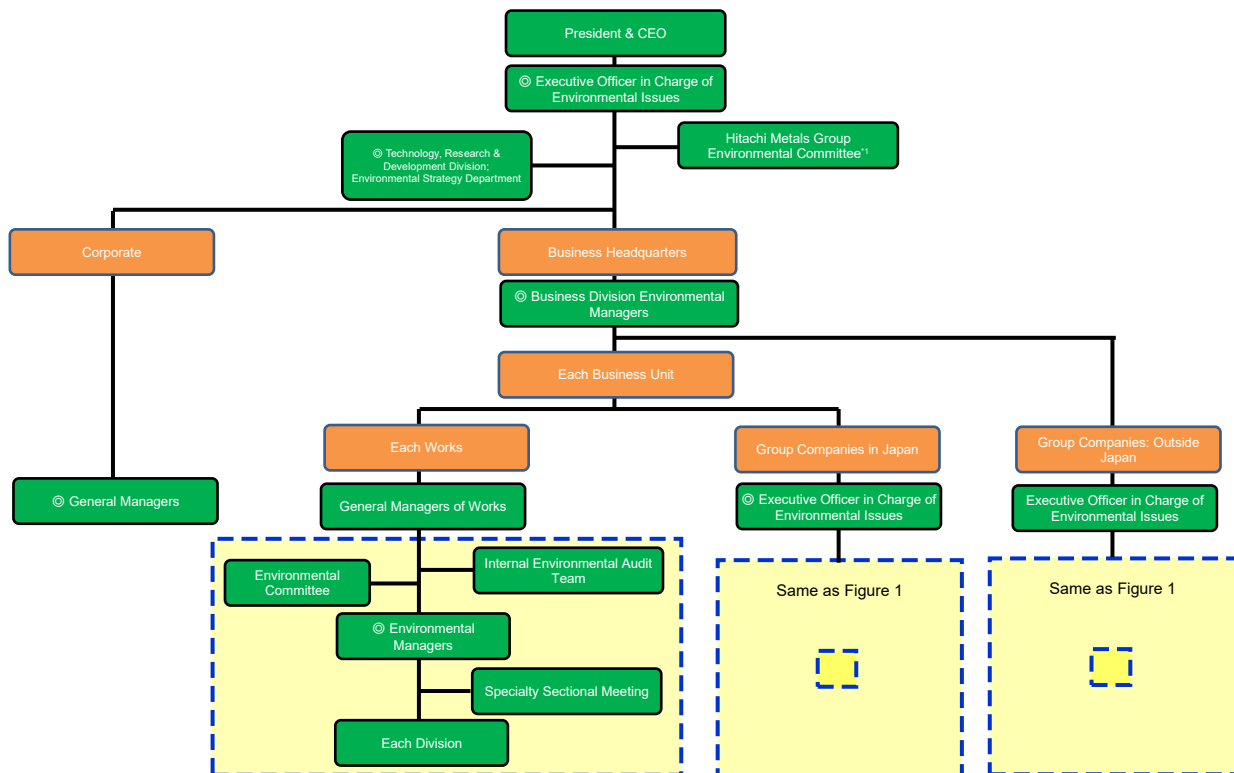 President & CEO
◎ Executive Officer in Charge of
Environmental Issues
Hitachi Metals Group
Environmental Committee*1
◎ Technology, Research &
Development Division;
Environmental Strategy Department
Corporate
Business Headquarters
◎ Business Division Environmental
Managers
Each Business Unit
Each Works
Group Companies in Japan
Group Companies: Outside
Japan
◎ General Managers
General Managers of Works
◎ Executive Officer in Charge of
Environmental Issues
Executive Officer in Charge of
Environmental Issues
Internal Environmental Audit
Team
Environmental
Committee
◎ Environmental
Managers
Specialty Sectional Meeting
Each Division
Same as Figure 1
Same as Figure 1